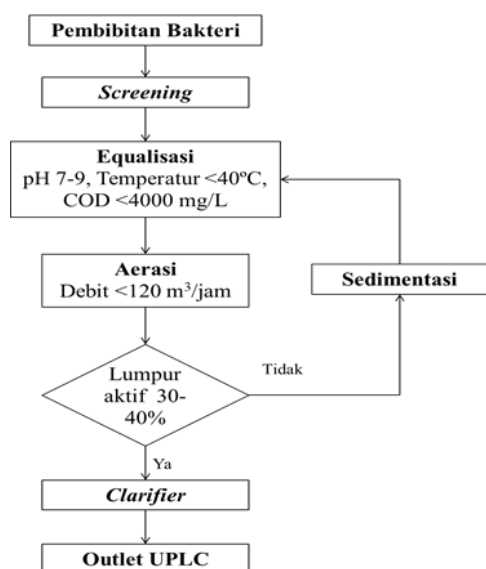 Pembibitan Bakteri
Screening
Equalisasi
pH 7-9, Temperatur <40ºC,
COD <4000 mg/L
Aerasi
Debit <120 m³/jam
Sedimentasi
Lumpur
aktif 30-
40%
Tidak
Ya
Clarifier
Outlet UPLC